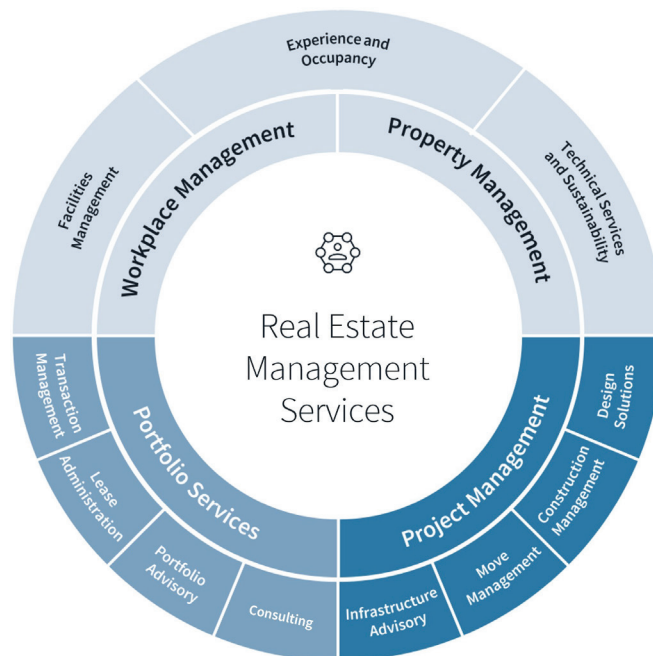 Experience and
Occupancy
Facilities
Management
Workplace Management
Property Management
Technical Services
and Sustainability
Real Estate
Management
Services
Transaction
Management
Lease
Administration
Portfolio
Advisory
Consulting
Portfolio Services
Project Management
Design
Solutions
Construction
Management
Move
Management
Infrastructure
Advisory